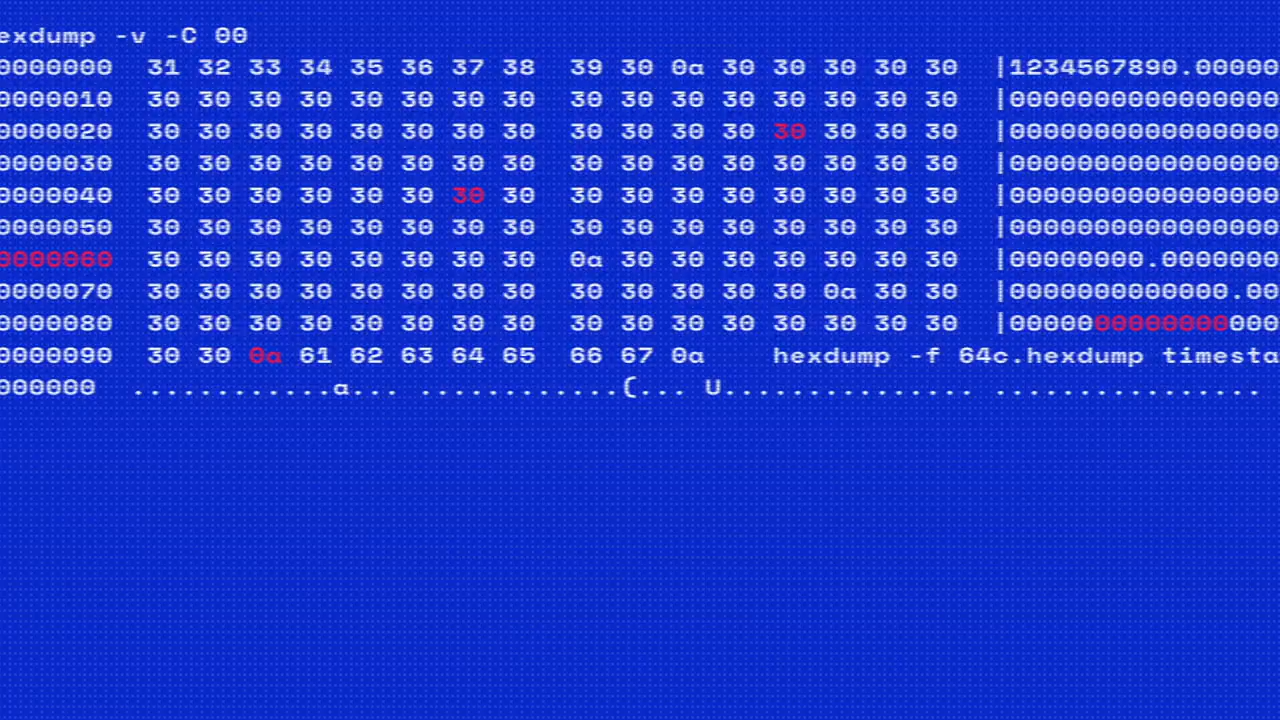 exdump -v -C 00
0000000  31 32 33 34 35 36 37 38  39 30 0a 30 30 30 30 30  |1234567890.00000
0000010  30 30 30 30 30 30 30 30  30 30 30 30 30 30 30 30  |0000000000000000
0000020  30 30 30 30 30 30 30 30  30 30 30 30 30 30 30 30  |0000000000000000
0000030  30 30 30 30 30 30 30 30  30 30 30 30 30 30 30 30  |0000000000000000
0000040  30 30 30 30 30 30 30 30  30 30 30 30 30 30 30 30  |0000000000000000
0000050  30 30 30 30 30 30 30 30  30 30 30 30 30 30 30 30  |0000000000000000
0000060  30 30 30 30 30 30 30 30  0a 30 30 30 30 30 30 30  |00000000.0000000
0000070  30 30 30 30 30 30 30 30  30 30 30 30 30 0a 30 30  |0000000000000.00
0000080  30 30 30 30 30 30 30 30  30 30 30 30 30 30 30 30  |0000000000000000
0000090  30 30 0a 61 62 63 64 65  66 67 0a    hexdump -f 64c.hexdump timesta
000000  ............a... ............(... U............... ................